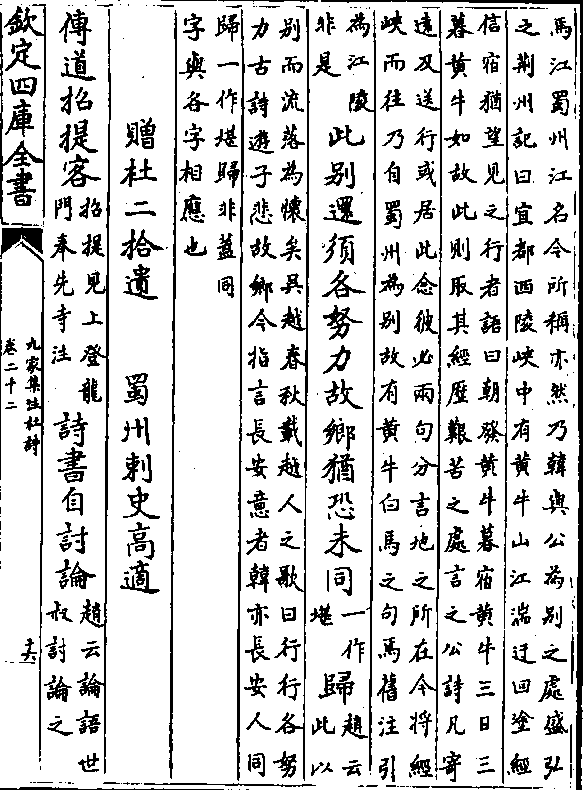 馬江蜀州江名今所稱亦然乃韓與公為別之處盛弘
之荆州記曰宜都西陵峽中有黄牛山江湍迂回塗經
信宿猶望見之行者語曰朝發黄牛暮宿黄牛三日三
暮黄牛如故此則取其經歴艱苦之處言之公詩凡寄
遠及送行或居此念彼必兩句分言地之所在今將經
峽而往乃自蜀州為别故有黄牛白馬之句馬舊注引
為江陵
非是
此别還須各努力故鄉猶恐未同
一作
堪
歸
趙云
此以
别而流落為懐矣吴越春秋載越人之歌曰行行各努
力古詩遊子悲故鄉今指言長安意者韓亦長安人同
歸一作堪歸非蓋同
字與各字相應也
贈杜二拾遺　蜀州刺史高適
傳道招提客
招提見上登龍
門奉先寺注
詩書自討論
趙云論語世
叔討論之
欽定四庫全書
九家集注杜詩
卷二十二
十六